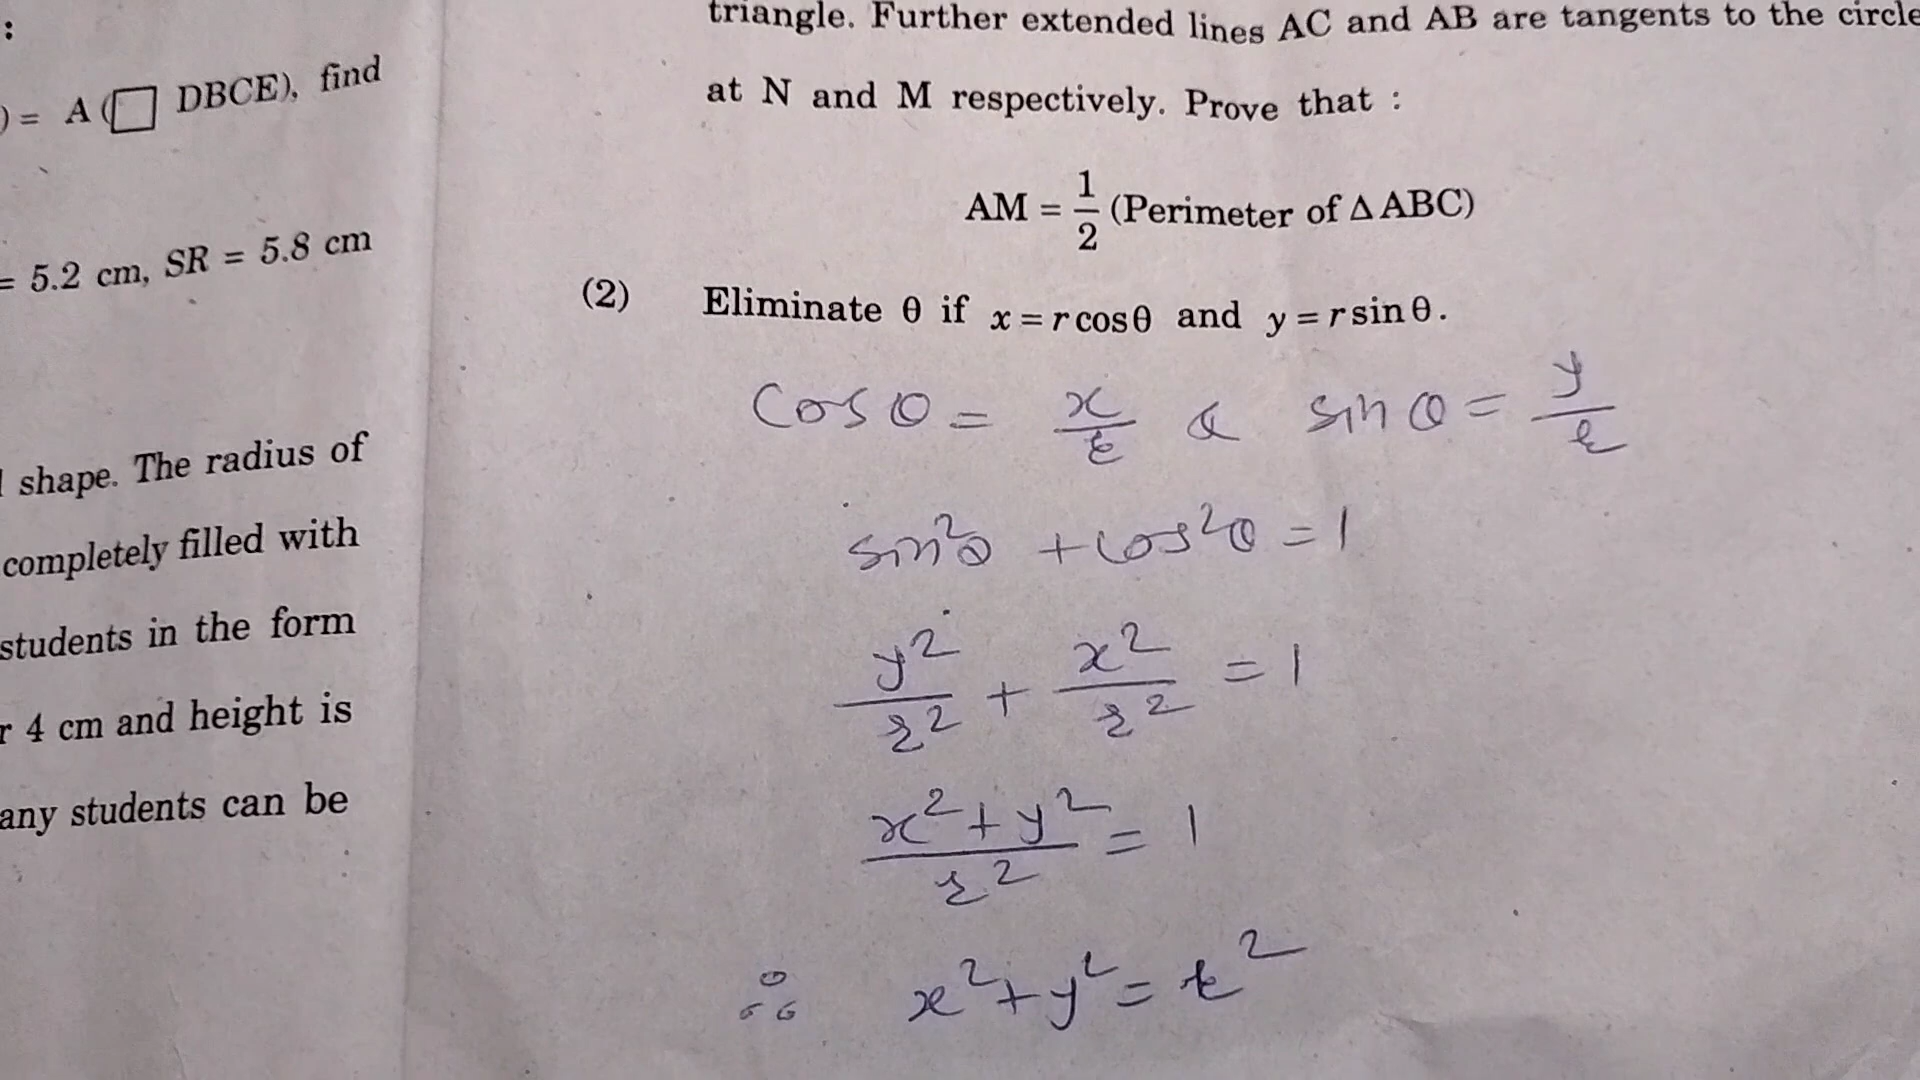 :
) = A (□ DBCE), find
= 5.2 cm, SR = 5.8 cm
shape. The radius of
completely filled with
students in the form
r 4 cm and height is
any students can be
triangle. Further extended lines AC and AB are tangents to the circle
at N and M respectively. Prove that :
AM = 1/2 (Perimeter of Δ ABC)
(2) Eliminate θ if x = r cosθ and y = r sinθ.
cosθ = x/r & sinθ = y/r
sin²θ + cos²θ = 1
y²/r² + x²/r² = 1
x²+y²/r² = 1
∴ x²+y² = r²